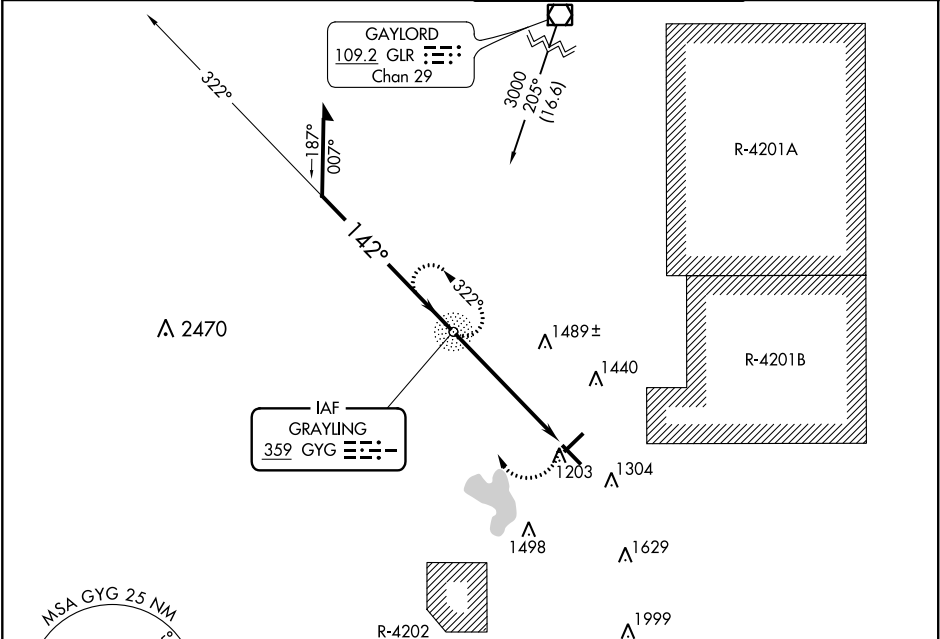 GAYLORD
109.2 GLR
Chan 29
3000
205°
(16.6)
322°
187°
007°
R-4201A
142°
322°
2470
1489±
1440
R-4201B
IAF
GRAYLING
359 GYG
1203
1304
1498
1629
MSA GYG 25 NM
R-4202
1999